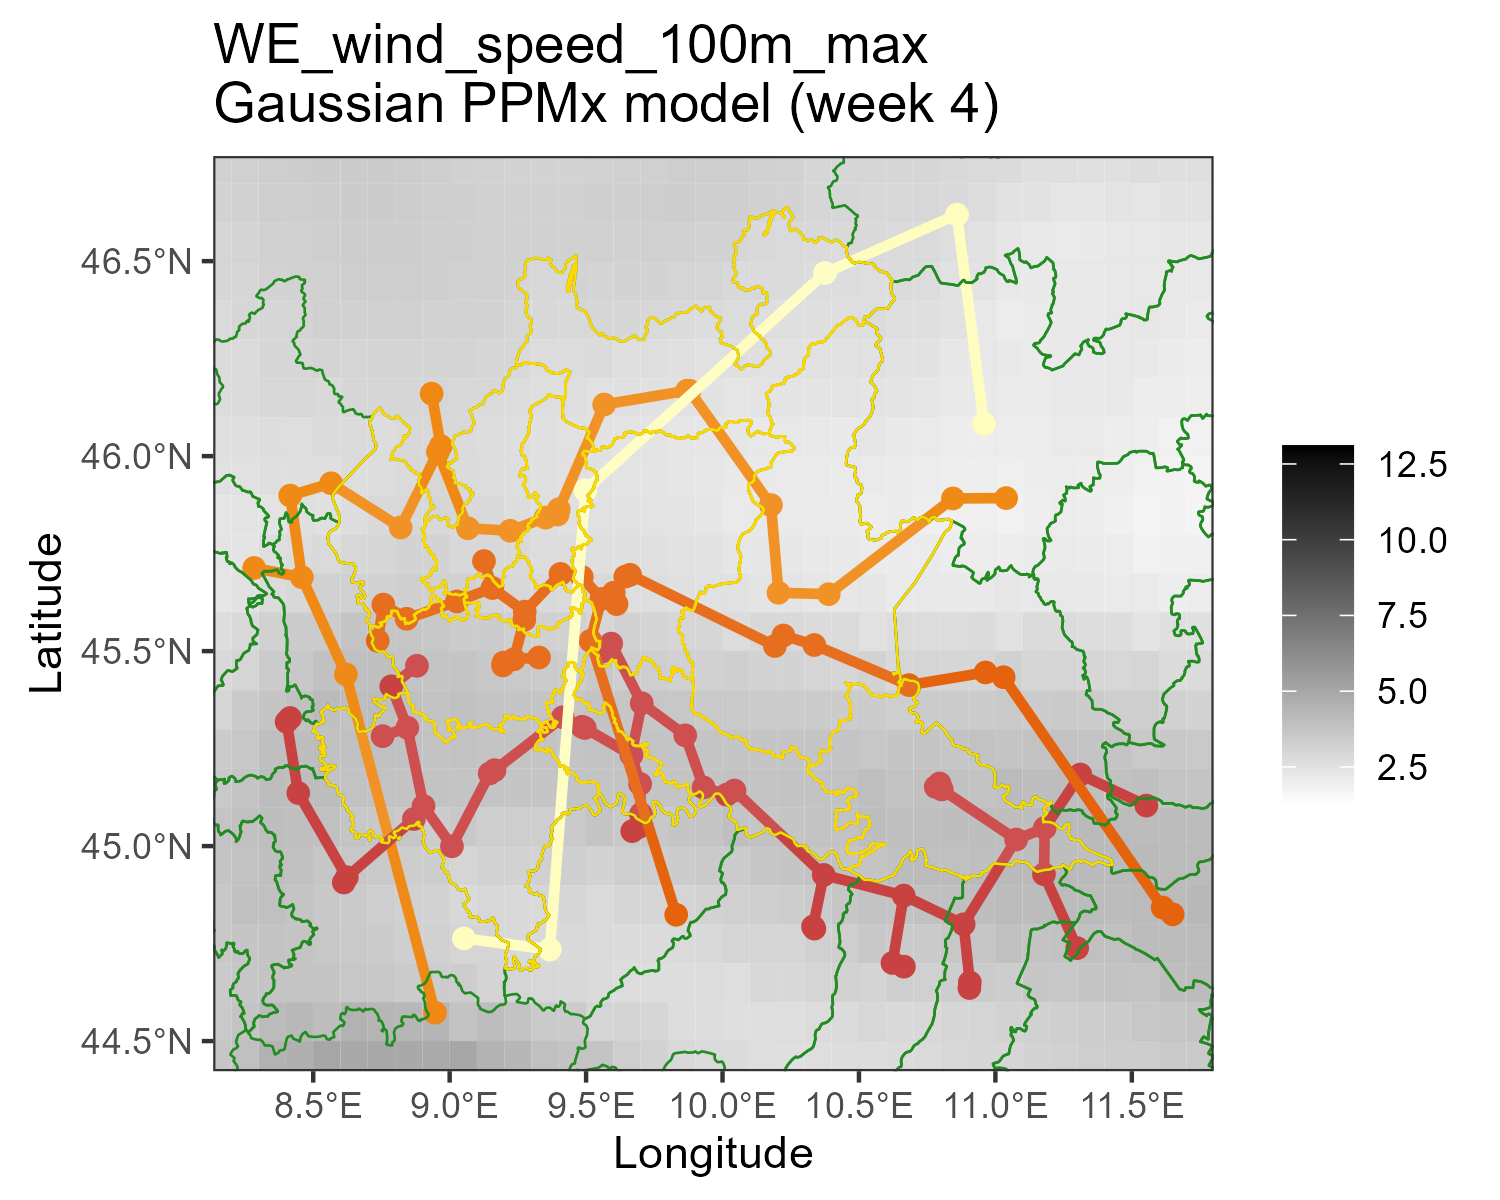 WE_wind_speed_100m_max
Gaussian PPMx model (week 4)
46.5°N
46.0°N
45.5°N
45.0°N
44.5°N
Latitude
8.5°E 9.0°E 9.5°E 10.0°E 10.5°E 11.0°E 11.5°E
Longitude
12.5
10.0
7.5
5.0
2.5